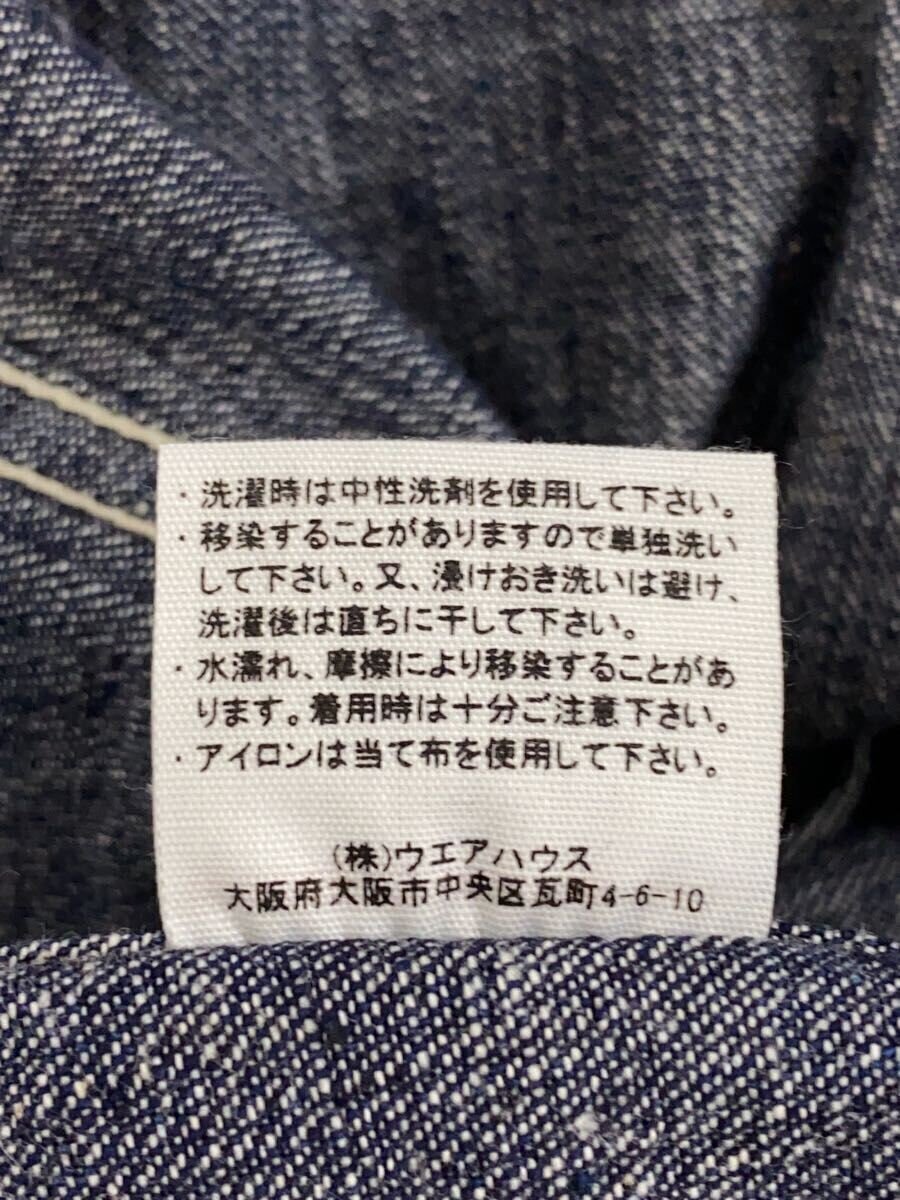 ・洗濯時は中性洗剤を使用して下さい。
・移染することがありますので単独洗い
して下さい。又、浸けおき洗いは避け、
洗濯後は直ちに干して下さい。
・水濡れ、摩擦により移染することがあ
ります。着用時は十分ご注意下さい。
・アイロンは当て布を使用して下さい。
(株)ウエアハウス
大阪府大阪市中央区瓦町4-6-10